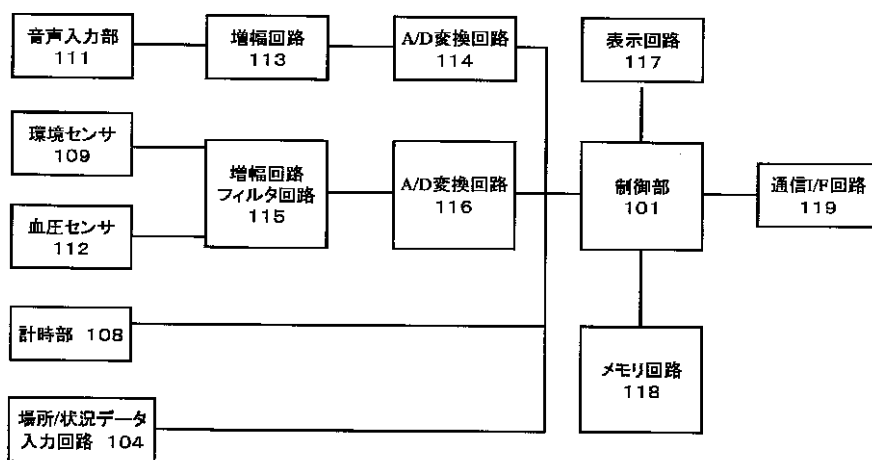 音声入力部
111
増幅回路
113
A/D変換回路
114
表示回路
117
環境センサ
109
増幅回路
フィルタ回路
115
A/D変換回路
116
制御部
101
通信I/F回路
119
血圧センサ
112
計時部 108
メモリ回路
118
場所/状況データ
入力回路 104